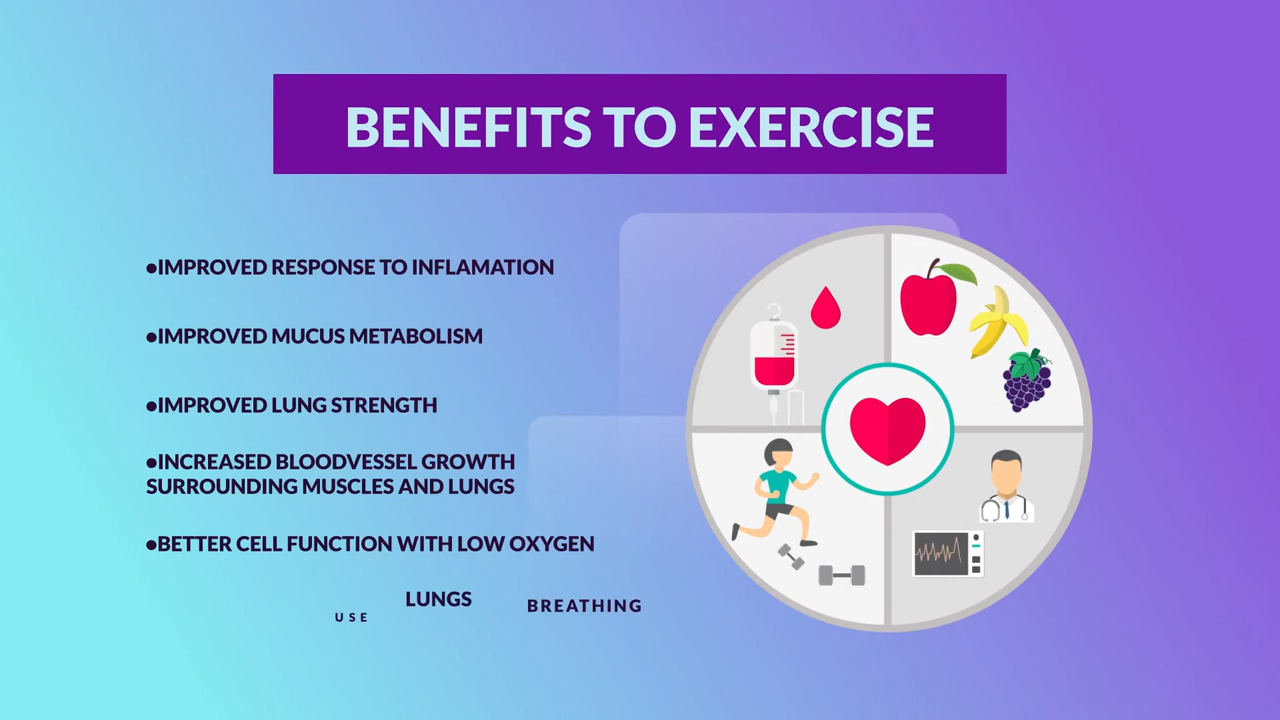 BENEFITS TO EXERCISE
•IMPROVED RESPONSE TO INFLAMATION
•IMPROVED MUCUS METABOLISM
•IMPROVED LUNG STRENGTH
•INCREASED BLOODVESSEL GROWTH
SURROUNDING MUSCLES AND LUNGS
•BETTER CELL FUNCTION WITH LOW OXYGEN
USE LUNGS BREATHING